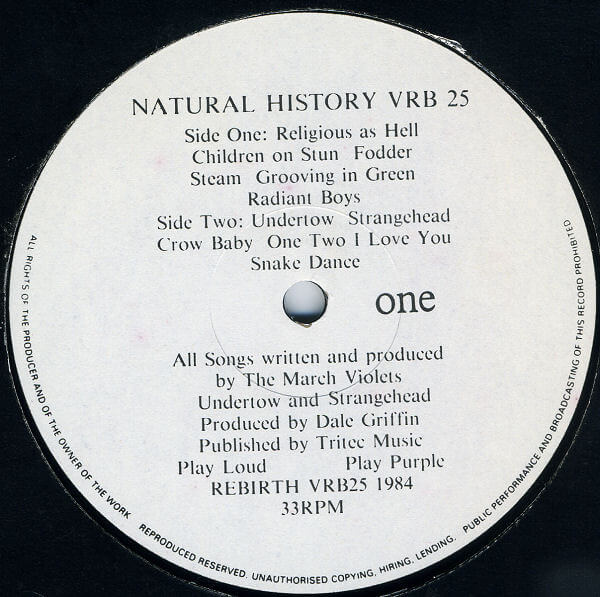 NATURAL HISTORY VRB 25
Side One: Religious as Hell
Children on Stun Fodder
Steam Grooving in Green
Radiant Boys
Side Two: Undertow Strangehead
Crow Baby One Two I Love You
Snake Dance
one
All Songs written and produced
by The March Violets
Undertow and Strangehead
Produced by Dale Griffin
Published by Tritec Music
Play Loud Play Purple
REBIRTH VRB25 1984
33RPM
ALL RIGHTS OF THE PRODUCER AND OF THE OWNER OF THE WORK REPRODUCED RESERVED. UNAUTHORISED COPYING, HIRING, LENDING, PUBLIC PERFORMANCE AND BROADCASTING OF THIS RECORD PROHIBITED